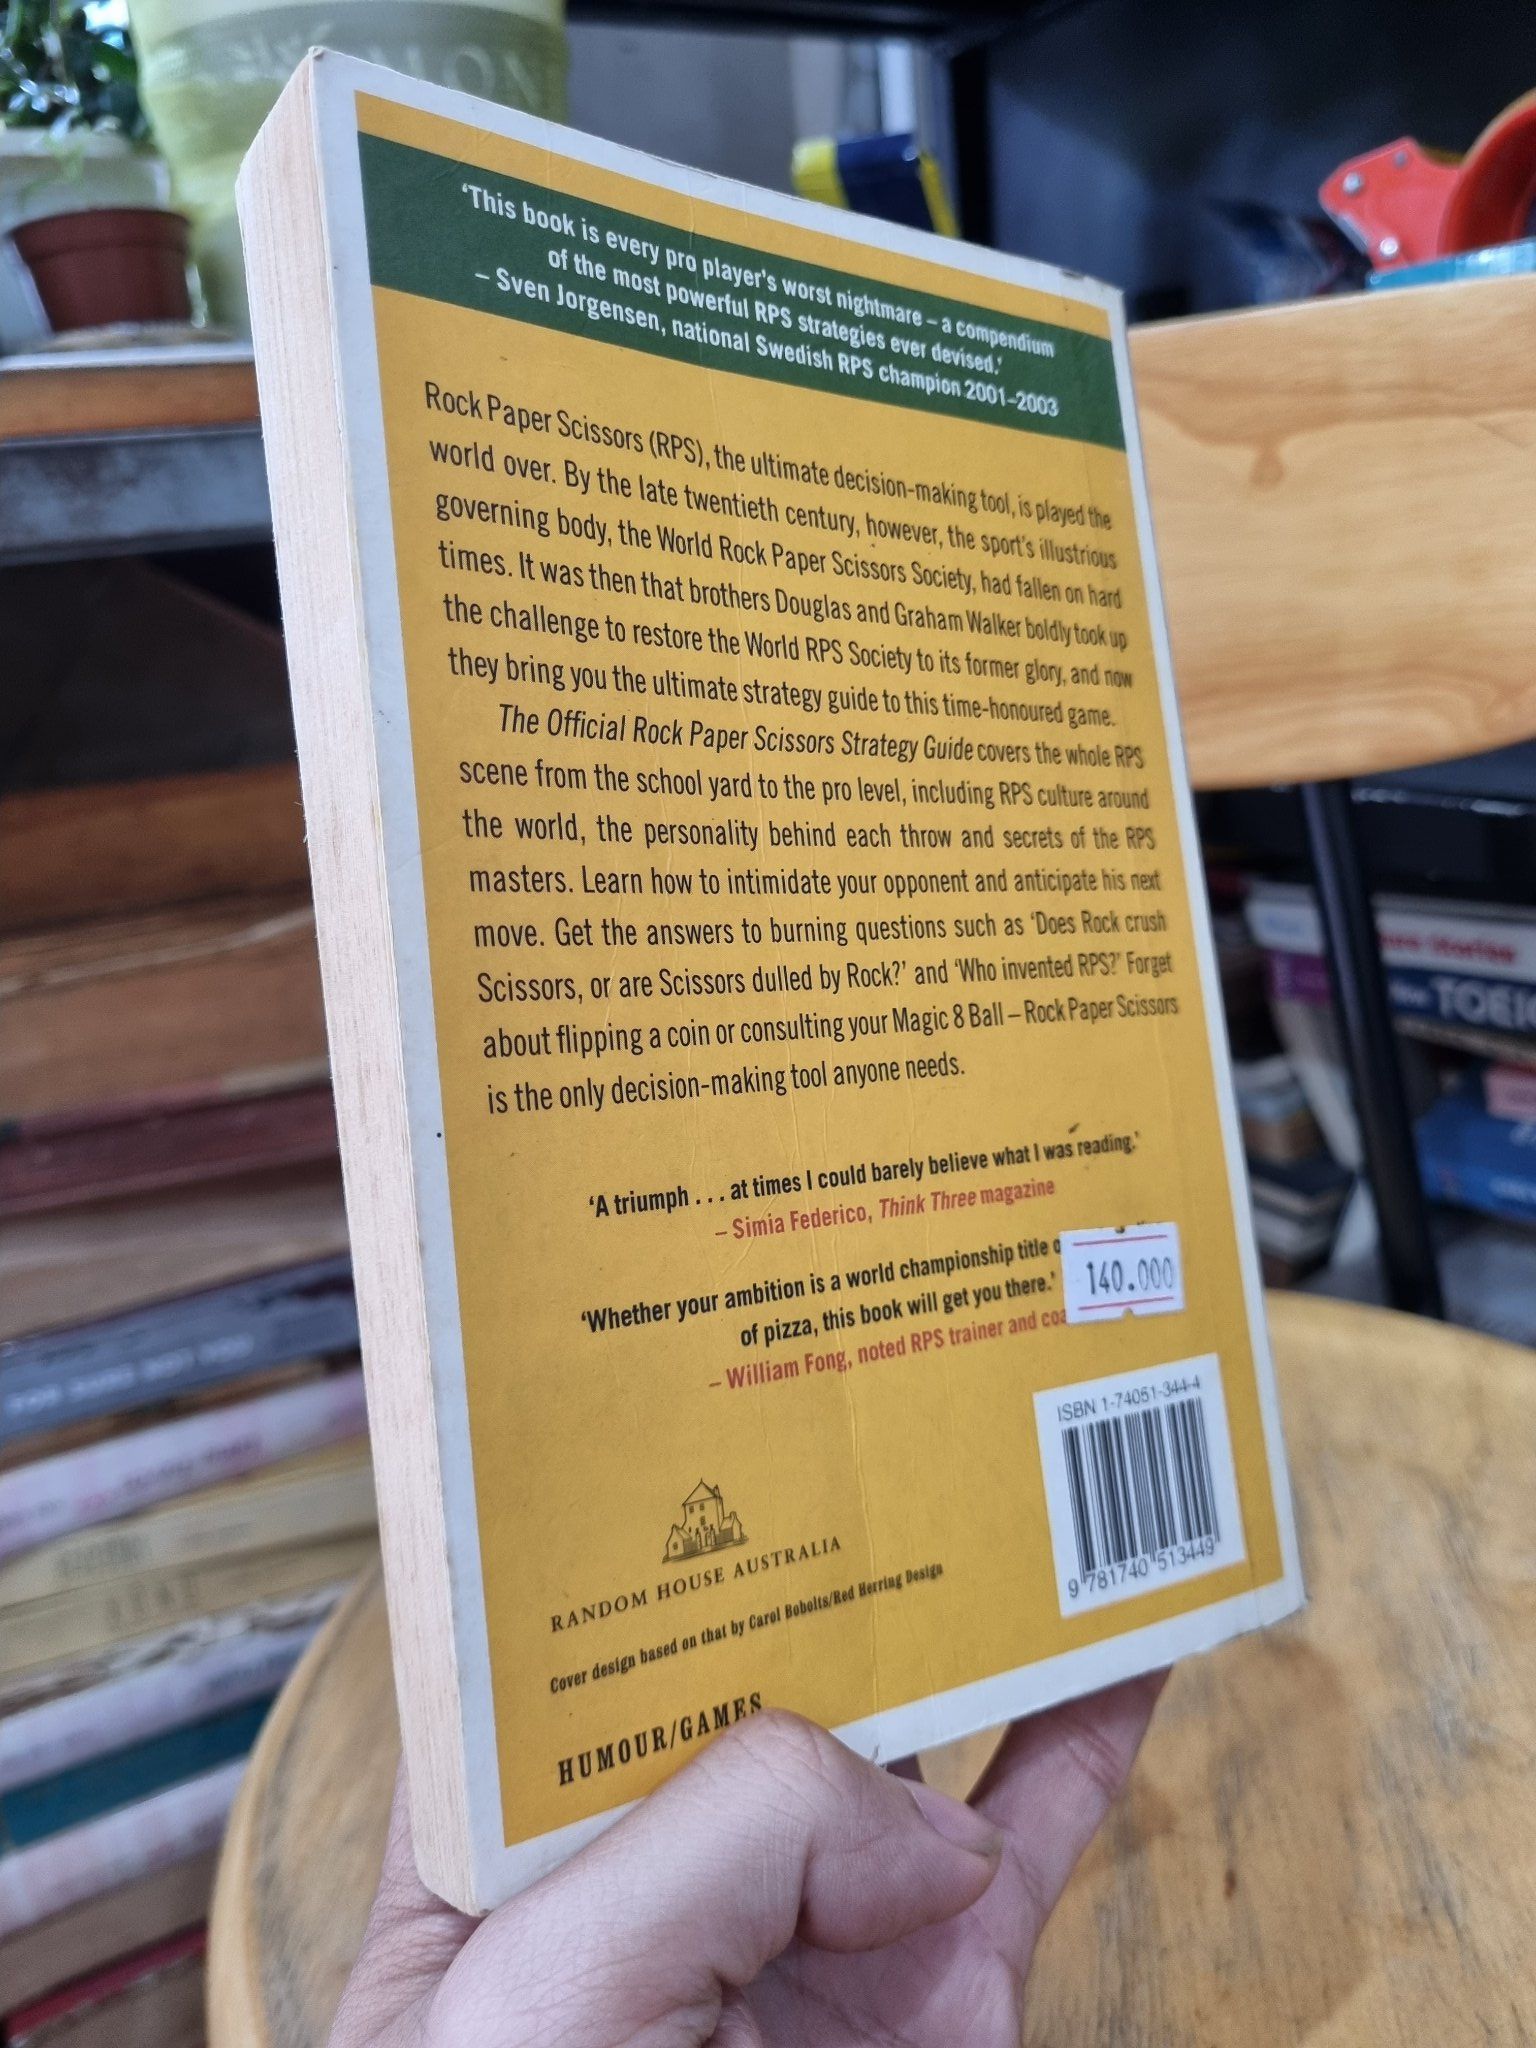 ‘This book is every pro player's worst nightmare – a compendium
of the most powerful RPS strategies ever devised.’
– Sven Jorgensen, national Swedish RPS champion 2001–2003
Rock Paper Scissors (RPS), the ultimate decision-making tool, is played the
world over. By the late twentieth century, however, the sport's illustrious
governing body, the World Rock Paper Scissors Society, had fallen on hard
times. It was then that brothers Douglas and Graham Walker boldly took up
the challenge to restore the World RPS Society to its former glory, and now
they bring you the ultimate strategy guide to this time-honoured game.
The Official Rock Paper Scissors Strategy Guide covers the whole RPS
scene from the school yard to the pro level, including RPS culture around
the world, the personality behind each throw and secrets of the RPS
masters. Learn how to intimidate your opponent and anticipate his next
move. Get the answers to burning questions such as ‘Does Rock crush
Scissors, or are Scissors dulled by Rock?’ and ‘Who invented RPS?’ Forget
about flipping a coin or consulting your Magic 8 Ball – Rock Paper Scissors
is the only decision-making tool anyone needs.
‘A triumph . . . at times I could barely believe what I was reading.’
– Simia Federico, Think Three magazine
‘Whether your ambition is a world championship title
of pizza, this book will get you there.’
– William Fong, noted RPS trainer and
140.000
ISBN 1-74051-344-4
9 781740 513449
RANDOM HOUSE AUSTRALIA
Cover design based on that by Carol Bobolts/Red Herring Design
HUMOUR/GAMES
TOEIC